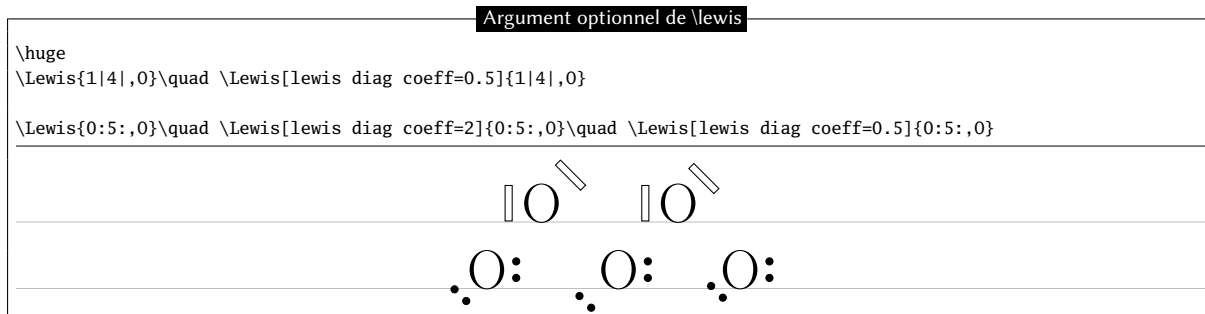 Argument optionnel de \lewis
\huge
\Lewis{1|4|,O}\quad \Lewis[lewis diag coeff=0.5]{1|4|,O}
\Lewis{0:5:,O}\quad \Lewis[lewis diag coeff=2]{0:5:,O}\quad \Lewis[lewis diag coeff=0.5]{0:5:,O}
O O
O: O: O: